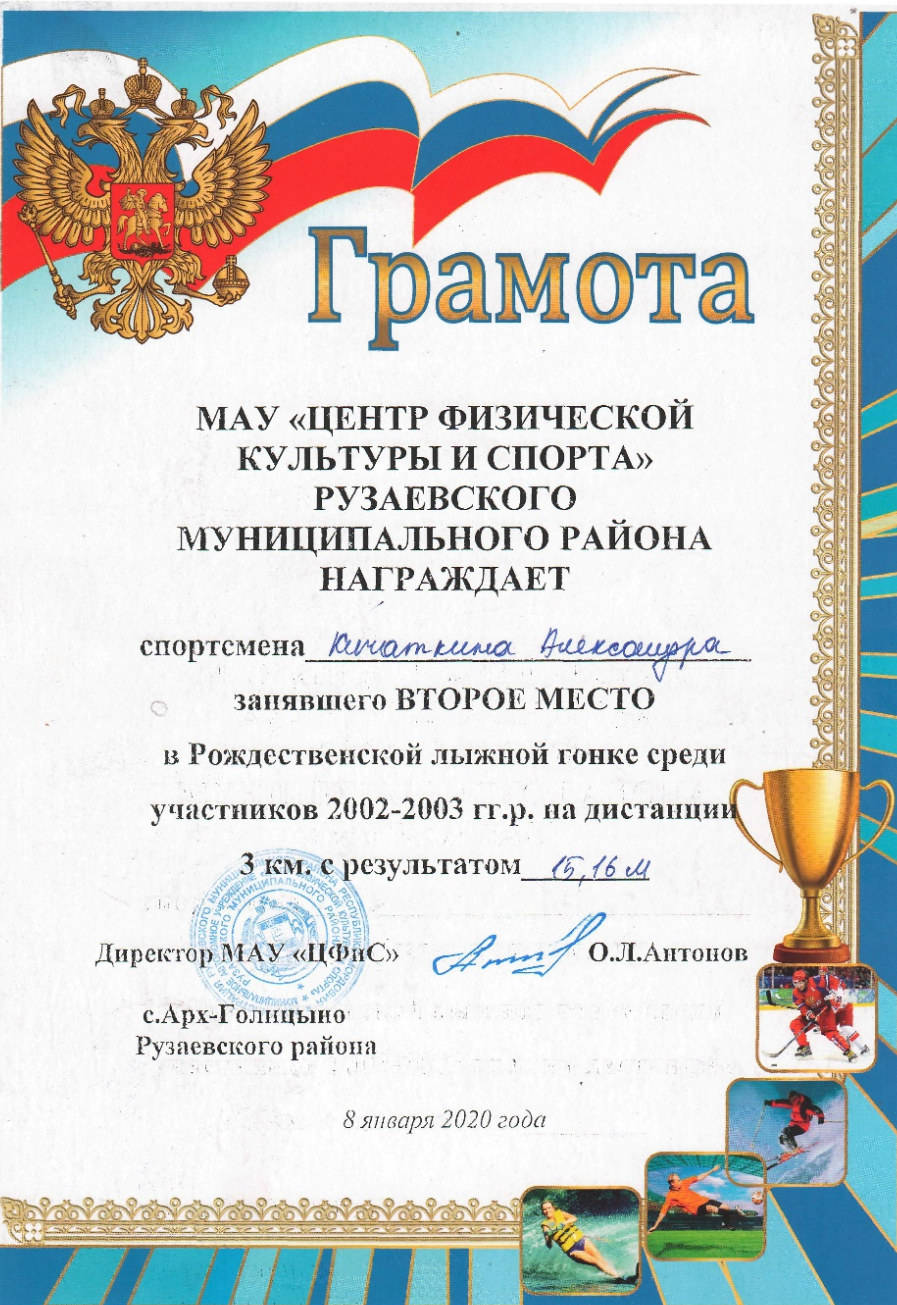 Грамота
МАУ «ЦЕНТР ФИЗИЧЕСКОЙ
КУЛЬТУРЫ И СПОРТА»
РУЗАЕВСКОГО
МУНИЦИПАЛЬНОГО РАЙОНА
НАГРАЖДАЕТ
спортсмена Кичаткина Александра
занявшего ВТОРОЕ МЕСТО
в Рождественской лыжной гонке среди
участников 2002-2003 гг.р. на дистанции
3 км. с результатом 15,16 м
Директор МАУ «ЦФиС» О.Л.Антонов
с.Арх-Голицыно
Рузаевского района
8 января 2020 года